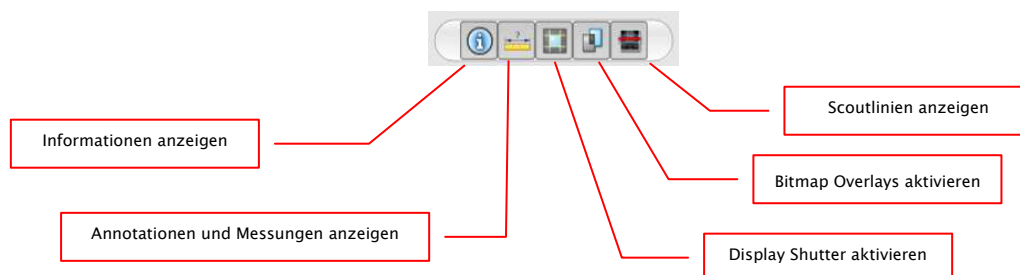 Scoutlinien anzeigen
Informationen anzeigen
Bitmap Overlays aktivieren
Annotationen und Messungen anzeigen
Display Shutter aktivieren